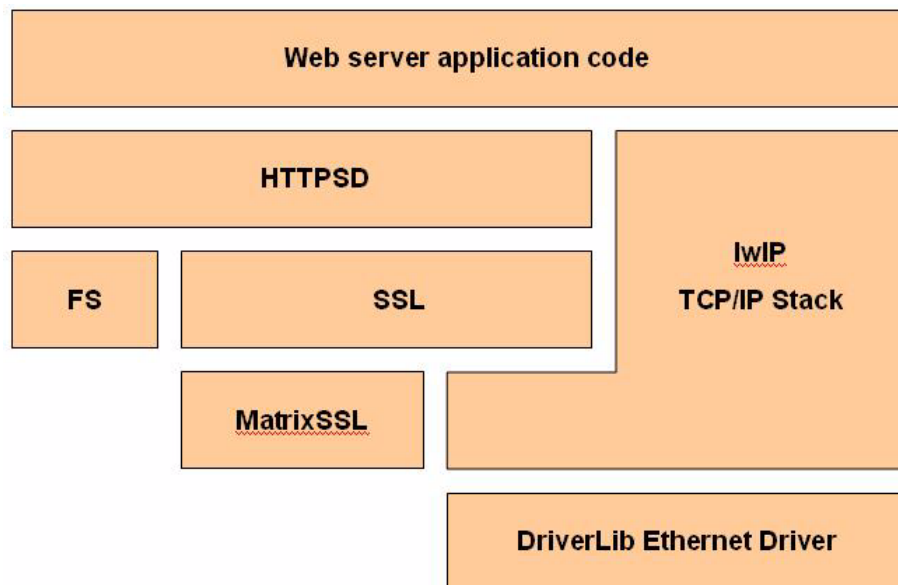 Web server application code
HTTPSD
lwIP
TCP/IP Stack
FS
SSL
MatrixSSL
DriverLib Ethernet Driver